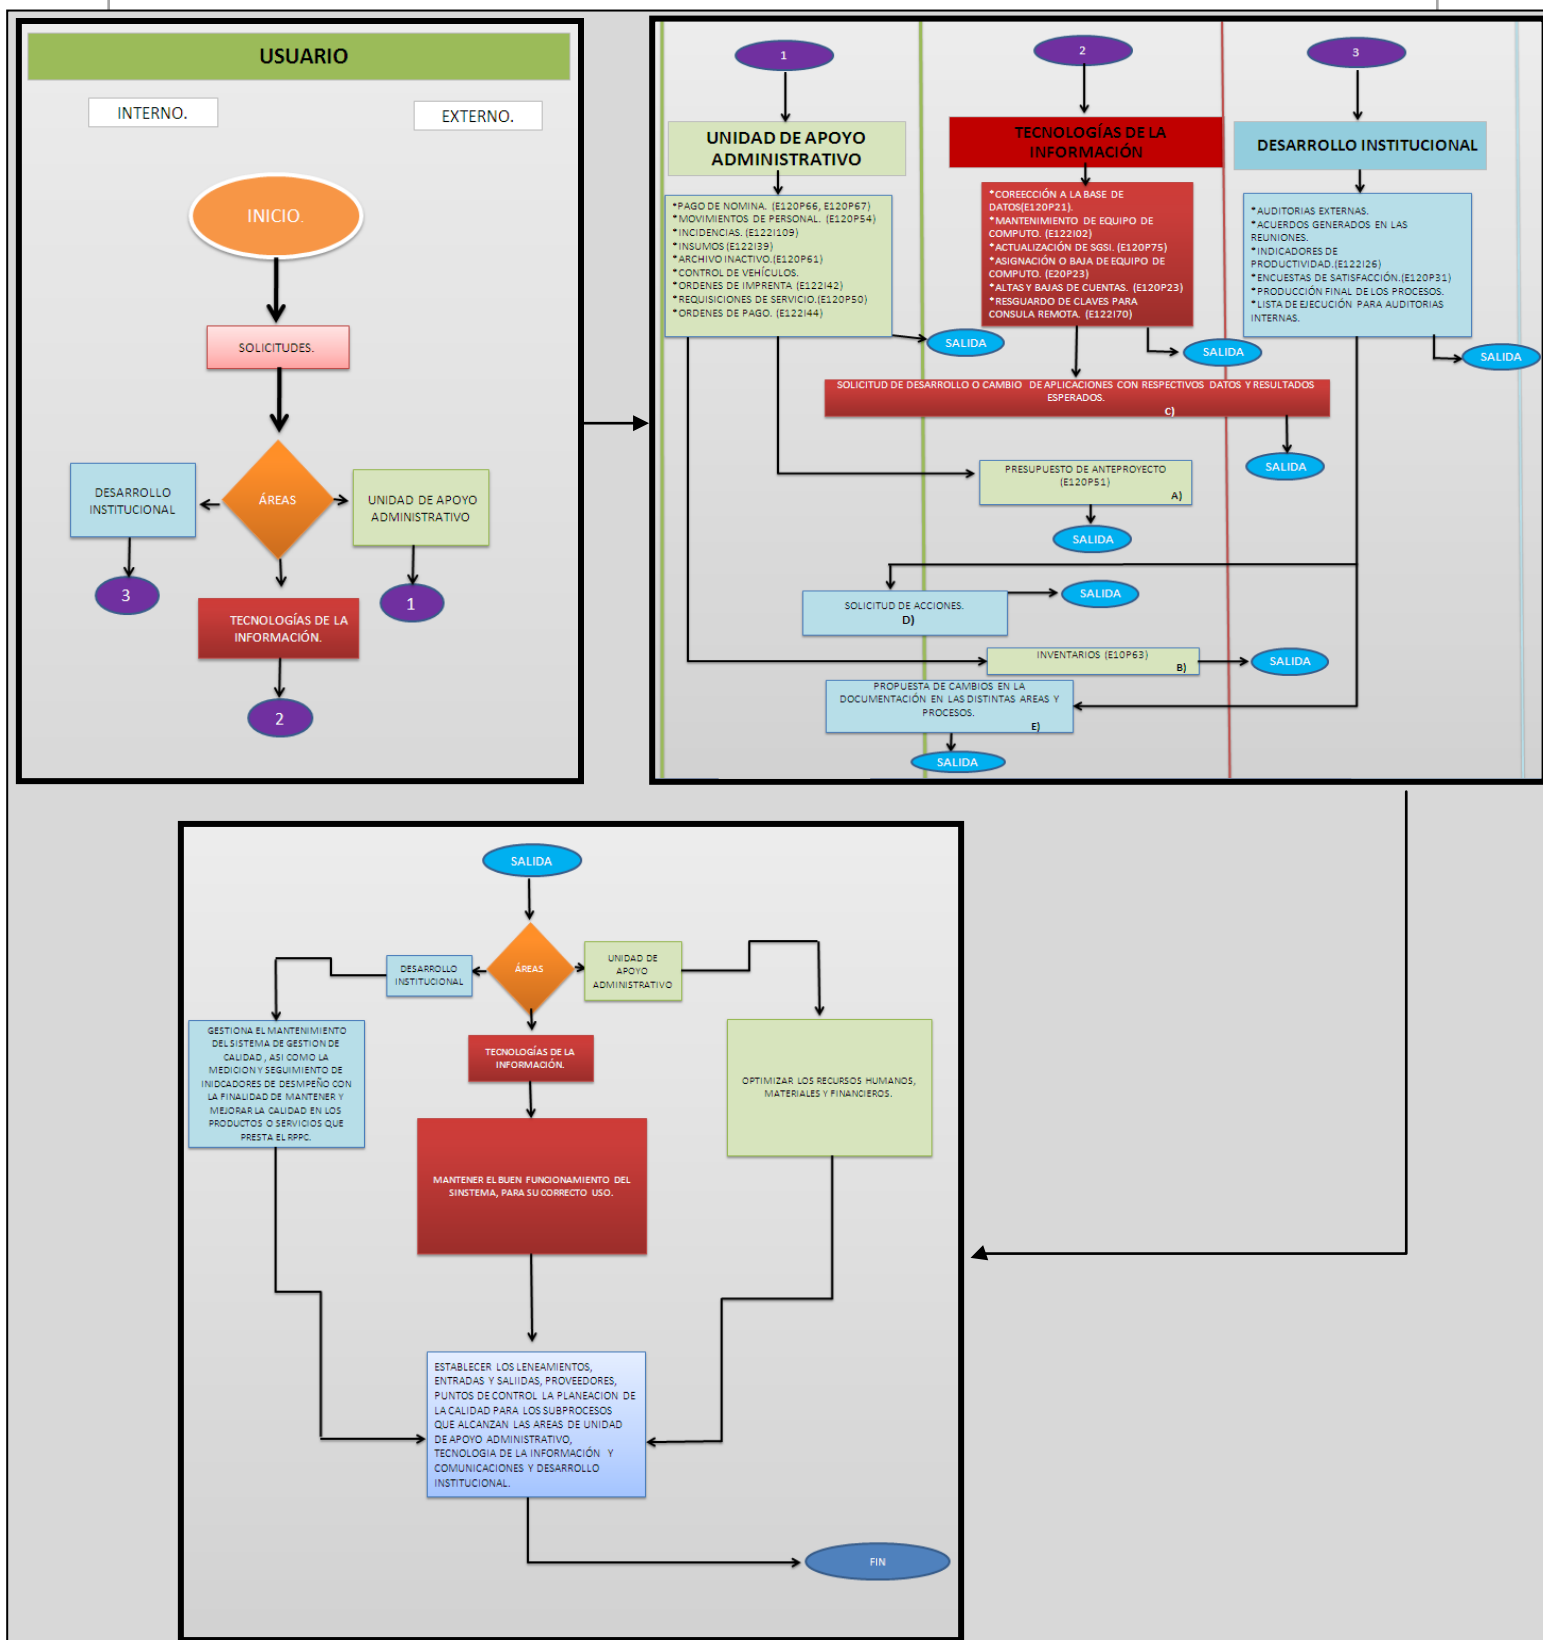 USUARIO
INTERNO.
EXTERNO.
INICIO.
SOLICITUDES.
ÁREAS
DESARROLLO
INSTITUCIONAL
UNIDAD DE APOYO
ADMINISTRATIVO
3
1
TECNOLOGÍAS DE LA
INFORMACIÓN.
2
1
2
3
UNIDAD DE APOYO
ADMINISTRATIVO
TECNOLOGÍAS DE LA
INFORMACIÓN
DESARROLLO INSTITUCIONAL
*PAGO DE NOMINA. (E120P66, E120P67)
*MOVIMIENTOS DE PERSONAL. (E120P54)
*INCIDENCIAS. (E122I109)
*INSUMOS (E122I39)
*ARCHIVO INACTIVO.(E120P61)
*CONTROL DE VEHÍCULOS.
*ORDENES DE IMPRENTA (E122I42)
*REQUISICIONES DE SERVICIO.(E120P50)
*ORDENES DE PAGO. (E122I44)
*COREECIÓN A LA BASE DE
DATOS(E120P21).
*MANTENIMIENTO DE EQUIPO DE
COMPUTO. (E122I02)
*ACTUALIZACIÓN DE SGSI. (E120P75)
*ASIGNACIÓN O BAJA DE EQUIPO DE
COMPUTO. (E20P23)
*ALTAS Y BAJAS DE CUENTAS. (E120P23)
*RESGUARDO DE CLAVES PARA
CONSULA REMOTA. (E122I70)
*AUDITORIAS EXTERNAS.
*ACUERDOS GENERADOS EN LAS
REUNIONES.
*INDICADORES DE
PRODUCTIVIDAD.(E122I26)
*ENCUESTAS DE SATISFACCIÓN.(E120P31)
*PRODUCCIÓN FINAL DE LOS PROCESOS.
*LISTA DE EJECUCIÓN PARA AUDITORIAS
INTERNAS.
SALIDA
SALIDA
SALIDA
SOLICITUD DE DESARROLLO O CAMBIO DE APLICACIONES CON RESPECTIVOS DATOS Y RESULTADOS
ESPERADOS.
C)
SALIDA
PRESUPUESTO DE ANTEPROYECTO
(E120P51)
A)
SALIDA
SOLICITUD DE ACCIONES.
D)
SALIDA
INVENTARIOS (E10P63)
B)
SALIDA
PROPUESTA DE CAMBIOS EN LA
DOCUMENTACIÓN EN LAS DISTINTAS AREAS Y
PROCESOS.
E)
SALIDA
SALIDA
ÁREAS
DESARROLLO
INSTITUCIONAL
UNIDAD DE
APOYO
ADMINISTRATIVO
TECNOLOGÍAS DE LA
INFORMACIÓN.
GESTIONA EL MANTENIMIENTO
DEL SISTEMA DE GESTION DE
CALIDAD , ASI COMO LA
MEDICION Y SEGUIMIENTO DE
INIDCADORES DE DESMPEÑO CON
LA FINALIDAD DE MANTENER Y
MEJORAR LA CALIDAD EN LOS
PRODUCTOS O SERVICIOS QUE
PRESTA EL RPPC.
MANTENER EL BUEN FUNCIONAMIENTO DEL
SINSTEMA, PARA SU CORRECTO USO.
OPTIMIZAR LOS RECURSOS HUMANOS,
MATERIALES Y FINANCIEROS.
ESTABLECER LOS LENEAMIENTOS,
ENTRADAS Y SALIIDAS, PROVEEDORES,
PUNTOS DE CONTROL LA PLANEACION DE
LA CALIDAD PARA LOS SUBPROCESOS
QUE ALCANZAN LAS AREAS DE UNIDAD
DE APOYO ADMINISTRATIVO,
TECNOLOGIA DE LA INFORMACIÓN Y
COMUNICACIONES Y DESARROLLO
INSTITUCIONAL.
FIN